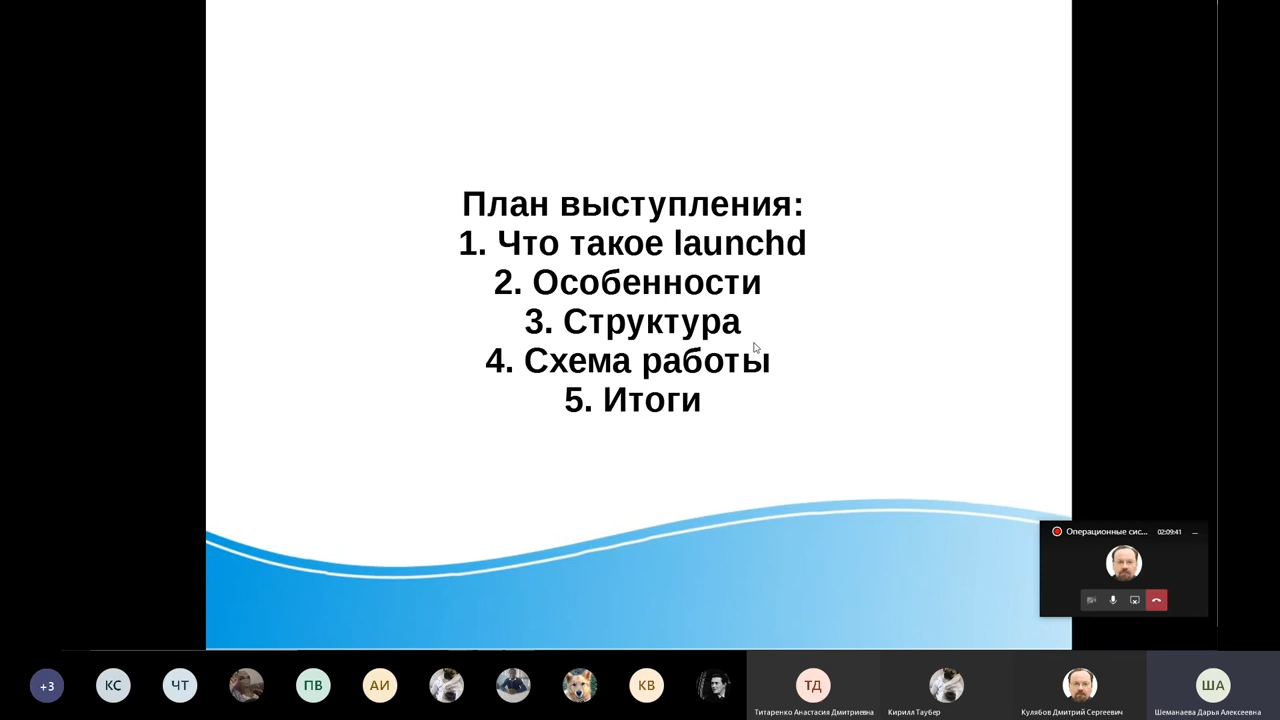 План выступления:
1. Что такое launchd
2. Особенности
3. Структура
4. Схема работы
5. Итоги
Операционные сис... 02:09:41
+3
КС
ЧТ
ПВ
АИ
КВ
ТД
ША
Титаренко Анастасия Дмитриевна
Кирилл Таубер
Кулябов Дмитрий Сергеевич
Шеманаева Дарья Алексеевна